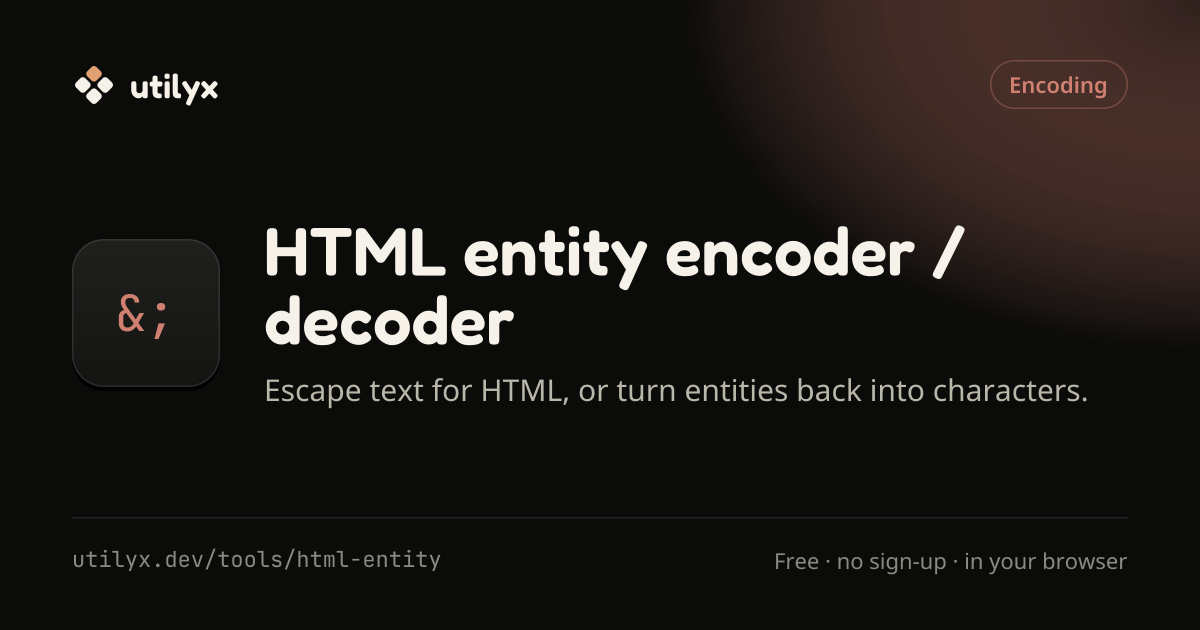 utilyx
Encoding
&;
HTML entity encoder /
decoder
Escape text for HTML, or turn entities back into characters.
utilyx.dev/tools/html-entity
Free · no sign-up · in your browser